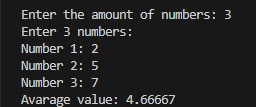 Enter the amount of numbers: 3
Enter 3 numbers:
Number 1: 2
Number 2: 5
Number 3: 7
Avarage value: 4.66667